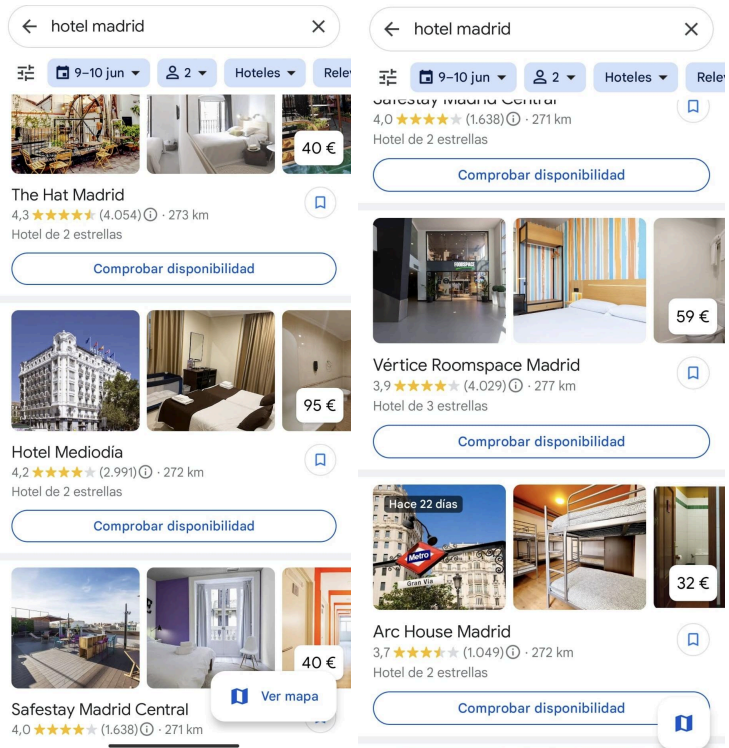 hotel madrid
9–10 jun
2
Hoteles
40 €
The Hat Madrid
4,3 (4.054) · 273 km
Hotel de 2 estrellas
Comprobar disponibilidad
95 €
Hotel Mediodía
4,2 (2.991) · 272 km
Hotel de 2 estrellas
Comprobar disponibilidad
40 €
Ver mapa
Safestay Madrid Central
4,0 (1.638) · 271 km
hotel madrid
9–10 jun
2
Hoteles
Safestay Madrid Central
4,0 (1.638) · 271 km
Hotel de 2 estrellas
Comprobar disponibilidad
ROOMSPACE
59 €
Vértice Roomspace Madrid
3,9 (4.029) · 277 km
Hotel de 3 estrellas
Comprobar disponibilidad
Hace 22 días
Metro
Gran Vía
32 €
Arc House Madrid
3,7 (1.049) · 272 km
Hotel de 2 estrellas
Comprobar disponibilidad